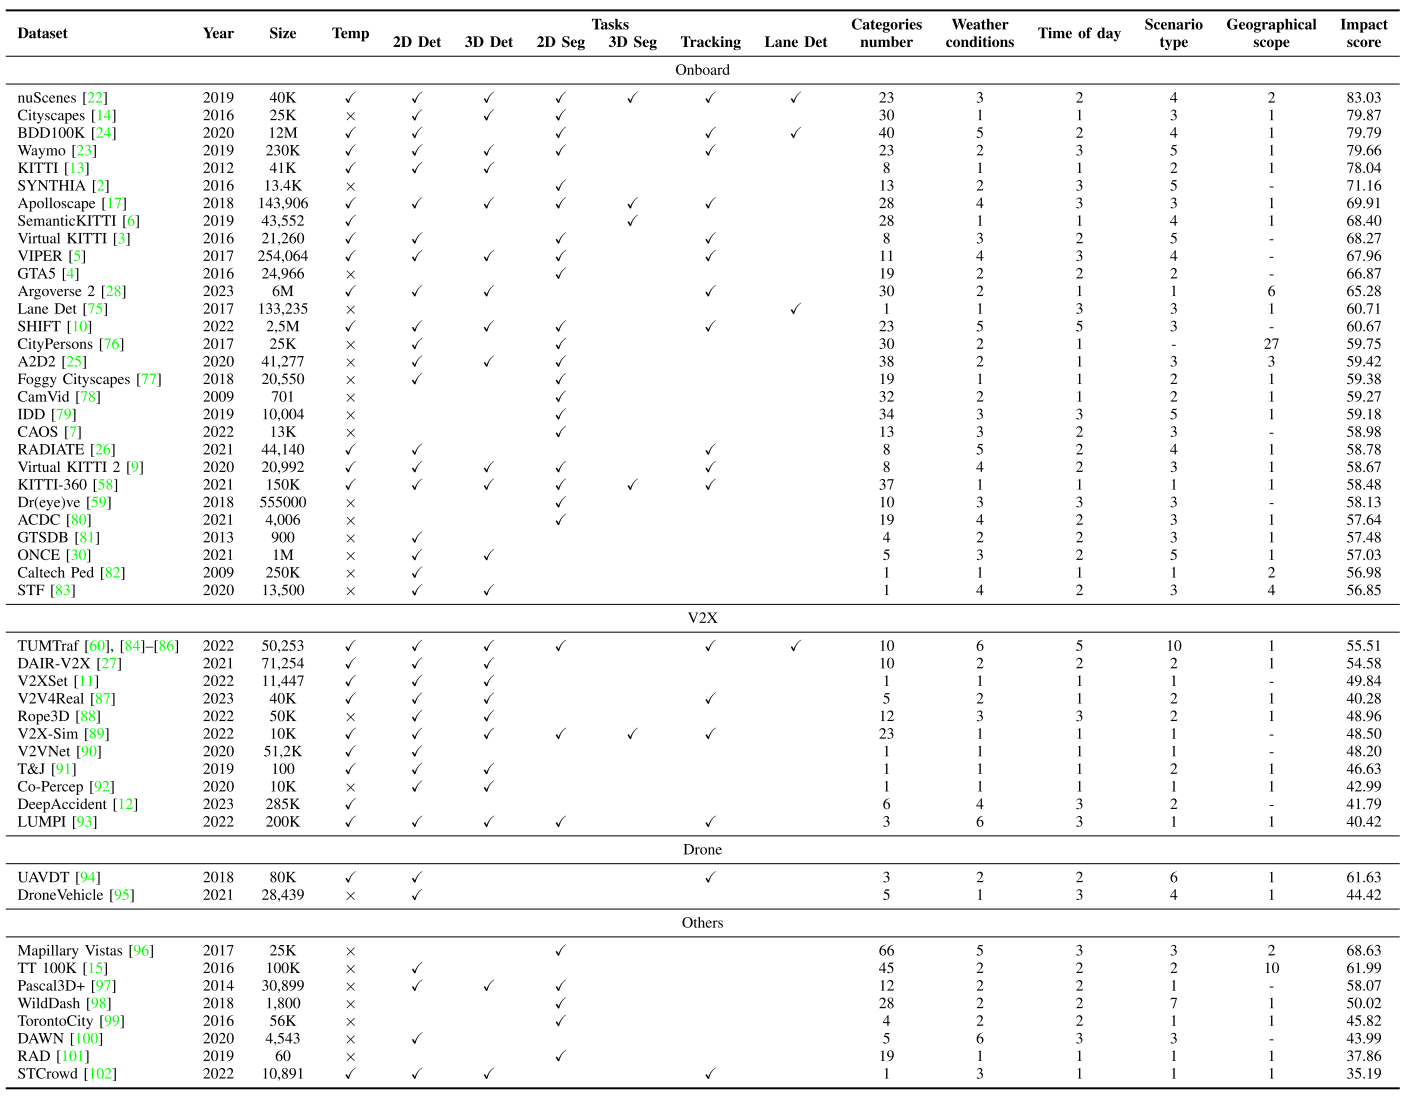 Dataset Year Size Temp Tasks Categories number Weather conditions Time of day Scenario type Geographical scope Impact score
2D Det 3D Det 2D Seg 3D Seg Tracking Lane Det
Onboard
nuScenes [22] 2019 40K ✓ ✓ ✓ ✓ ✓ ✓ ✓ 23 3 2 4 2 83.03
Cityscapes [14] 2016 25K × ✓ ✓ ✓ 30 1 1 3 1 79.87
BDD100K [24] 2020 12M ✓ ✓ ✓ ✓ ✓ 40 5 2 4 1 79.79
Waymo [23] 2019 230K ✓ ✓ ✓ ✓ ✓ 23 2 3 5 1 79.66
KITTI [13] 2012 41K ✓ ✓ ✓ 8 1 1 2 1 78.04
SYNTHIA [2] 2016 13.4K × ✓ 13 2 3 5 - 71.16
Apolloscape [17] 2018 143,906 ✓ ✓ ✓ ✓ ✓ ✓ 28 4 3 3 1 69.91
SemanticKITTI [6] 2019 43,552 ✓ ✓ 28 1 1 4 1 68.40
Virtual KITTI [3] 2016 21,260 ✓ ✓ ✓ ✓ 8 3 2 5 - 68.27
VIPER [5] 2017 254,064 ✓ ✓ ✓ ✓ ✓ 11 4 3 4 - 67.96
GTA5 [4] 2016 24,966 × ✓ 19 2 2 2 - 66.87
Argoverse 2 [28] 2023 6M ✓ ✓ ✓ ✓ 30 2 1 1 6 65.28
Lane Det [75] 2017 133,235 × ✓ 1 1 3 3 1 60.71
SHIFT [10] 2022 2,5M ✓ ✓ ✓ ✓ ✓ 23 5 5 3 - 60.67
CityPersons [76] 2017 25K × ✓ ✓ 30 2 1 - 27 59.75
A2D2 [25] 2020 41,277 × ✓ ✓ ✓ 38 2 1 3 3 59.42
Foggy Cityscapes [77] 2018 20,550 × ✓ ✓ 19 1 1 2 1 59.38
CamVid [78] 2009 701 × ✓ 32 2 1 2 1 59.27
IDD [79] 2019 10,004 × ✓ 34 3 3 5 1 59.18
CAOS [7] 2022 13K × ✓ 13 3 2 3 - 58.98
RADIATE [26] 2021 44,140 ✓ ✓ ✓ 8 5 2 4 1 58.78
Virtual KITTI 2 [9] 2020 20,992 ✓ ✓ ✓ ✓ ✓ 8 4 2 3 1 58.67
KITTI-360 [58] 2021 150K ✓ ✓ ✓ ✓ ✓ ✓ 37 1 1 1 1 58.48
Dr(eye)ve [59] 2018 555000 × ✓ 10 3 3 3 - 58.13
ACDC [80] 2021 4,006 × ✓ 19 4 2 3 1 57.64
GTSDB [81] 2013 900 × ✓ 4 2 2 3 1 57.48
ONCE [30] 2021 1M × ✓ ✓ 5 3 2 5 1 57.03
Caltech Ped [82] 2009 250K × ✓ 1 1 1 1 2 56.98
STF [83] 2020 13,500 × ✓ ✓ 1 4 2 3 4 56.85
V2X
TUMTraf [60], [84]–[86] 2022 50,253 ✓ ✓ ✓ ✓ ✓ ✓ 10 6 5 10 1 55.51
DAIR-V2X [27] 2021 71,254 ✓ ✓ ✓ 10 2 2 2 1 54.58
V2XSet [11] 2022 11,447 ✓ ✓ ✓ 1 1 1 1 - 49.84
V2V4Real [87] 2023 40K ✓ ✓ ✓ ✓ 5 2 1 2 1 40.28
Rope3D [88] 2022 50K × ✓ ✓ 12 3 3 2 1 48.96
V2X-Sim [89] 2022 10K ✓ ✓ ✓ ✓ ✓ ✓ 23 1 1 1 - 48.50
V2VNet [90] 2020 51,2K ✓ ✓ 1 1 1 1 - 48.20
T&J [91] 2019 100 ✓ ✓ ✓ 1 1 1 2 1 46.63
Co-Percep [92] 2020 10K × ✓ ✓ 1 1 1 1 1 42.99
DeepAccident [12] 2023 285K ✓ 6 4 3 2 - 41.79
LUMPI [93] 2022 200K ✓ ✓ ✓ ✓ ✓ 3 6 3 1 1 40.42
Drone
UAVDT [94] 2018 80K ✓ ✓ ✓ 3 2 2 6 1 61.63
DroneVehicle [95] 2021 28,439 × ✓ 5 1 3 4 1 44.42
Others
Mapillary Vistas [96] 2017 25K × ✓ 66 5 3 3 2 68.63
TT 100K [15] 2016 100K × ✓ 45 2 2 2 10 61.99
Pascal3D+ [97] 2014 30,899 × ✓ ✓ ✓ 12 2 2 1 - 58.07
WildDash [98] 2018 1,800 × ✓ 28 2 2 7 1 50.02
TorontoCity [99] 2016 56K × ✓ 4 2 2 1 1 45.82
DAWN [100] 2020 4,543 × ✓ 5 6 3 3 - 43.99
RAD [101] 2019 60 × ✓ 19 1 1 1 1 37.86
STCrowd [102] 2022 10,891 ✓ ✓ ✓ ✓ 1 3 1 1 1 35.19